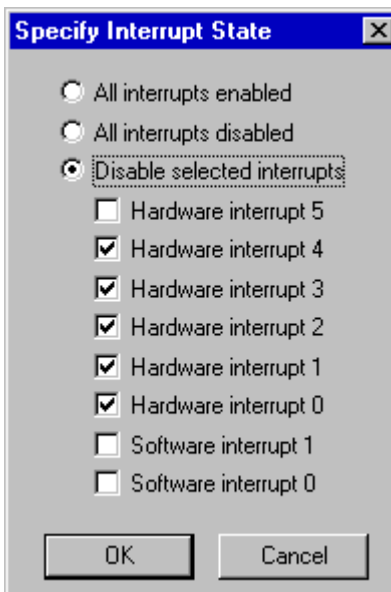 Specify Interrupt State
All interrupts enabled
All interrupts disabled
Disable selected interrupts
Hardware interrupt 5
Hardware interrupt 4
Hardware interrupt 3
Hardware interrupt 2
Hardware interrupt 1
Hardware interrupt 0
Software interrupt 1
Software interrupt 0
OK Cancel